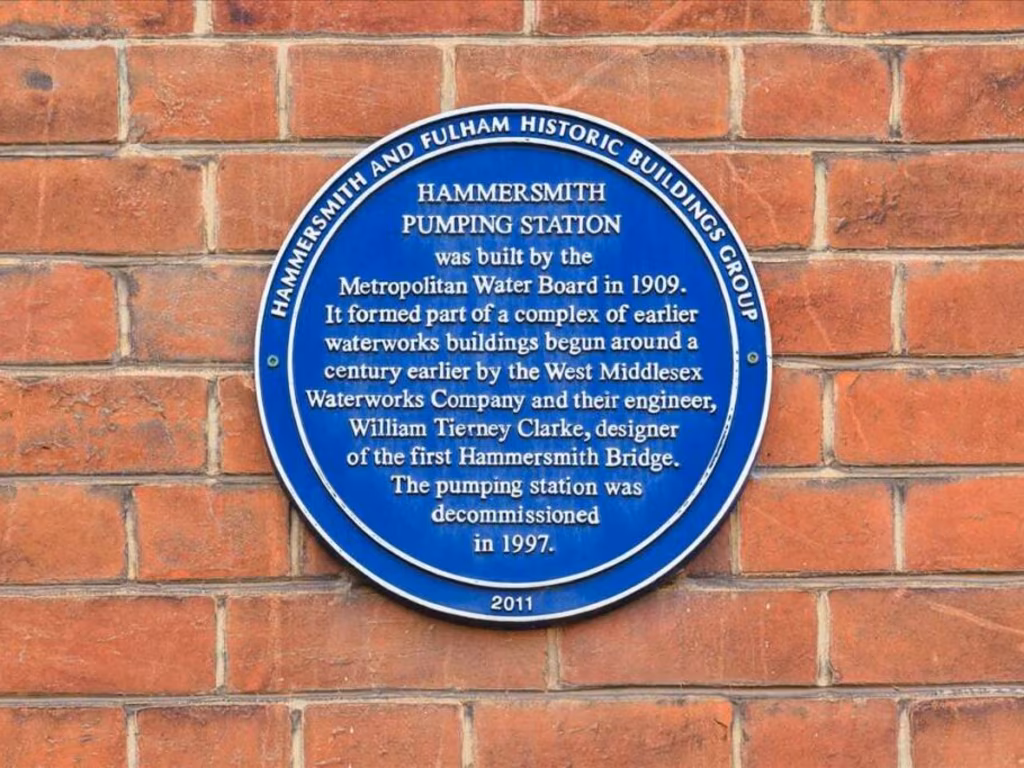 HAMMERSMITH AND FULHAM HISTORIC BUILDINGS GROUP
HAMMERSMITH
PUMPING STATION
was built by the
Metropolitan Water Board in 1909.
It formed part of a complex of earlier
waterworks buildings begun around a
century earlier by the West Middlesex
Waterworks Company and their engineer,
William Tierney Clarke, designer
of the first Hammersmith Bridge.
The pumping station was
decommissioned
in 1997.
2011